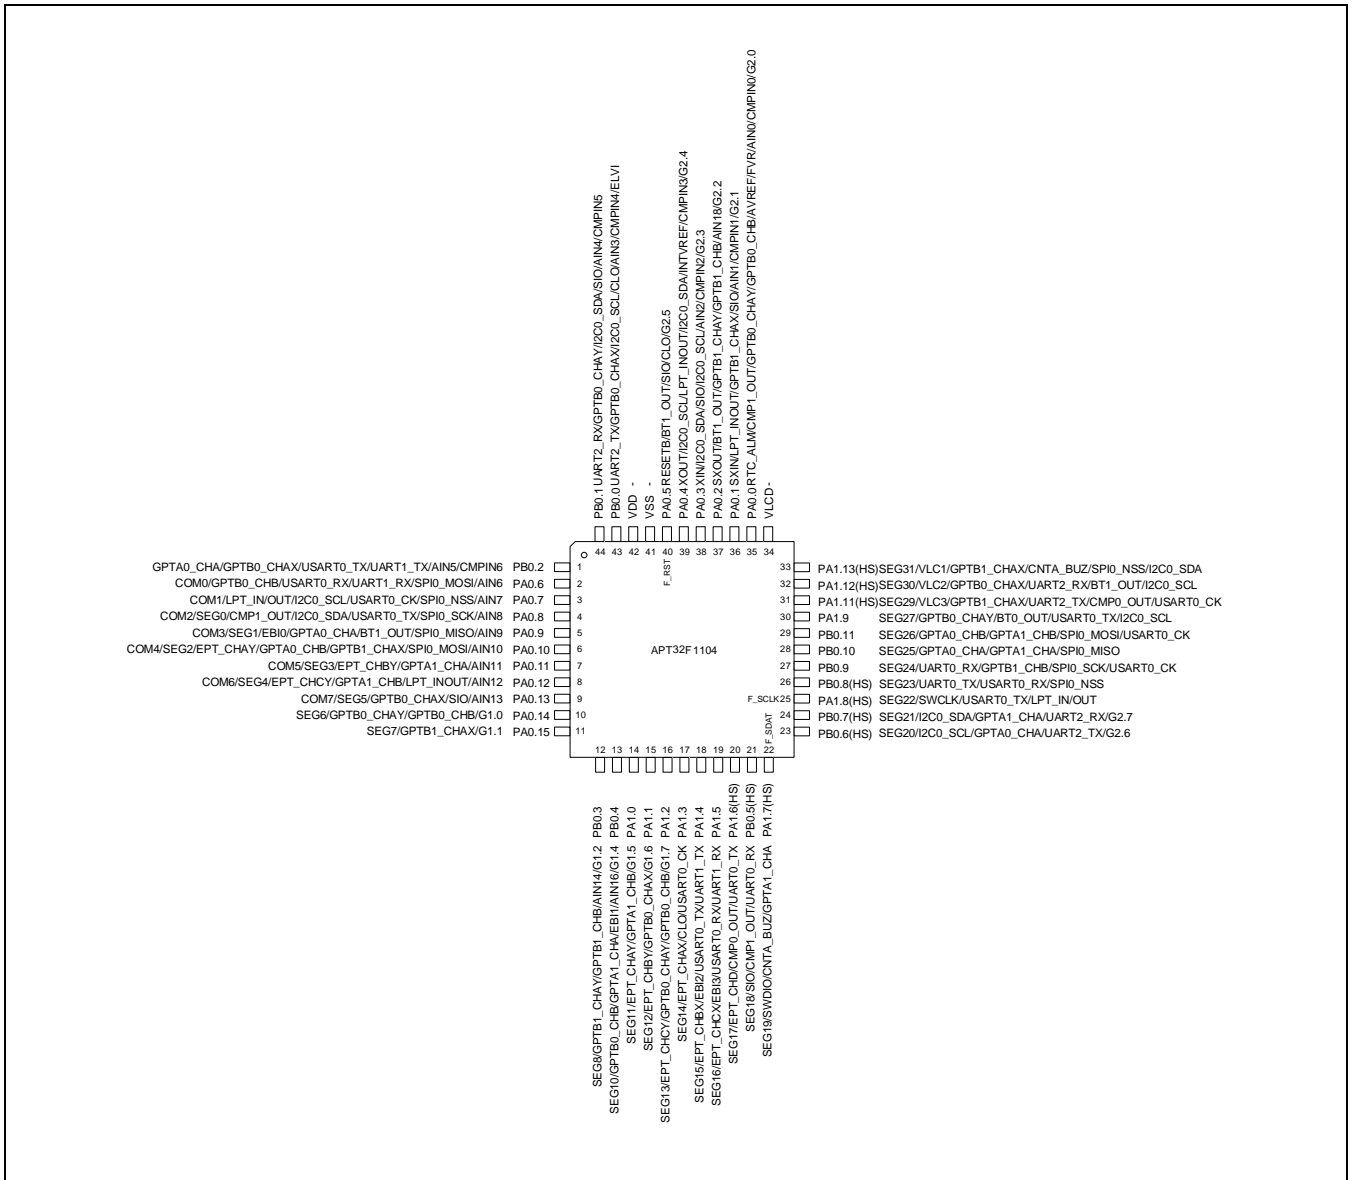 PB0.1 UART2_RX/GPTB0_CHAY/I2C0_SDA/SIO/AIN4/CMPIN5
PB0.0 UART2_TX/GPTB0_CHAX/I2C0_SCL/CLO/AIN3/CMPIN4/ELVI
VDD -
VSS -
PA0.5 RESETB/BT1_OUT/SIO/CLO/G2.5
PA0.4 XOUT/I2C0_SCL/LPT_INOUT/I2C0_SDA/INTVREF/CMPIN3/G2.4
PA0.3 XIN/I2C0_SDA/SIO/I2C0_SCL/AIN2/CMPIN2/G2.3
PA0.2 SXOUT/BT1_OUT/GPTB1_CHAY/GPTB1_CHB/AIN18/G2.2
PA0.1 SXIN/LPT_INOUT/GPTB1_CHAX/SIO/AIN1/CMPIN1/G2.1
PA0.0 RTC_ALM/CMP1_OUT/GPTB0_CHAY/GPTB0_CHB/AVREF/FVR/AIN0/CMPIN0/G2.0
VLCD -
44 43 42 41 40 39 38 37 36 35 34
F_RST
GPTA0_CHA/GPTB0_CHAX/USART0_TX/UART1_TX/AIN5/CMPIN6 PB0.2 1
COM0/GPTB0_CHB/USART0_RX/UART1_RX/SPI0_MOSI/AIN6 PA0.6 2
COM1/LPT_IN/OUT/I2C0_SCL/USART0_CK/SPI0_NSS/AIN7 PA0.7 3
COM2/SEG0/CMP1_OUT/I2C0_SDA/USART0_TX/SPI0_SCK/AIN8 PA0.8 4
COM3/SEG1/EBI0/GPTA0_CHA/BT1_OUT/SPI0_MISO/AIN9 PA0.9 5
COM4/SEG2/EPT_CHAY/GPTA0_CHB/GPTB1_CHAX/SPI0_MOSI/AIN10 PA0.10 6
COM5/SEG3/EPT_CHBY/GPTA1_CHA/AIN11 PA0.11 7
COM6/SEG4/EPT_CHCY/GPTA1_CHB/LPT_INOUT/AIN12 PA0.12 8
COM7/SEG5/GPTB0_CHAX/SIO/AIN13 PA0.13 9
SEG6/GPTB0_CHAY/GPTB0_CHB/G1.0 PA0.14 10
SEG7/GPTB1_CHAX/G1.1 PA0.15 11
APT32F1104
33 PA1.13(HS)SEG31/VLC1/GPTB1_CHAX/CNTA_BUZ/SPI0_NSS/I2C0_SDA
32 PA1.12(HS)SEG30/VLC2/GPTB0_CHAX/UART2_RX/BT1_OUT/I2C0_SCL
31 PA1.11(HS)SEG29/VLC3/GPTB1_CHAX/UART2_TX/CMP0_OUT/USART0_CK
30 PA1.9 SEG27/GPTB0_CHAY/BT0_OUT/USART0_TX/I2C0_SCL
29 PB0.11 SEG26/GPTA0_CHB/GPTA1_CHB/SPI0_MOSI/USART0_CK
28 PB0.10 SEG25/GPTA0_CHA/GPTA1_CHA/SPI0_MISO
27 PB0.9 SEG24/UART0_RX/GPTB1_CHB/SPI0_SCK/USART0_CK
26 PB0.8(HS) SEG23/UART0_TX/USART0_RX/SPI0_NSS
F_SCLK 25 PA1.8(HS) SEG22/SWCLK/USART0_TX/LPT_IN/OUT
24 PB0.7(HS) SEG21/I2C0_SDA/GPTA1_CHA/UART2_RX/G2.7
23 PB0.6(HS) SEG20/I2C0_SCL/GPTA0_CHA/UART2_TX/G2.6
F_SDAT
12 13 14 15 16 17 18 19 20 21 22
SEG8/GPTB1_CHAY/GPTB1_CHB/AIN14/G1.2 PB0.3
SEG10/GPTB0_CHB/GPTA1_CHA/EBI1/AIN16/G1.4 PB0.4
SEG11/EPT_CHAY/GPTA1_CHB/G1.5 PA1.0
SEG12/EPT_CHBY/GPTB0_CHAX/G1.6 PA1.1
SEG13/EPT_CHCY/GPTB0_CHAY/GPTB0_CHB/G1.7 PA1.2
SEG14/EPT_CHAX/CLO/USART0_CK PA1.3
SEG15/EPT_CHBX/EBI2/USART0_TX/UART1_TX PA1.4
SEG16/EPT_CHCX/EBI3/USART0_RX/UART1_RX PA1.5
SEG17/EPT_CHD/CMP0_OUT/UART0_TX PA1.6(HS)
SEG18/SIO/CMP1_OUT/UART0_RX PB0.5(HS)
SEG19/SWDIO/CNTA_BUZ/GPTA1_CHA PA1.7(HS)